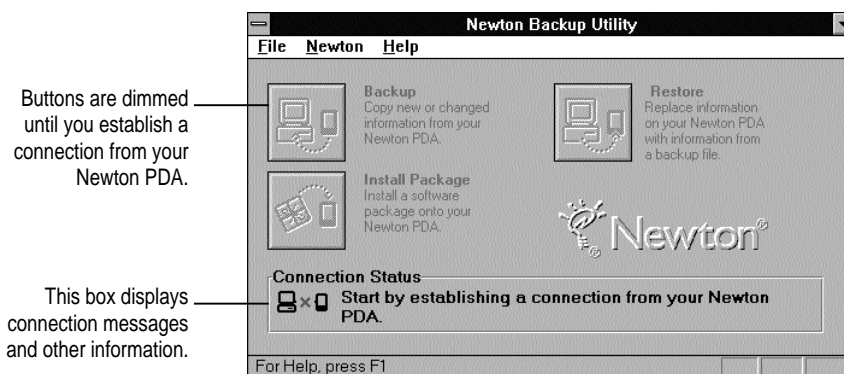 Newton Backup Utility
File Newton Help
Buttons are dimmed
until you establish a
connection from your
Newton PDA.
Backup
Copy new or changed
information from your
Newton PDA.
Restore
Replace information
on your Newton PDA
with information from
a backup file.
Install Package
Install a software
package onto your
Newton PDA.
Newton®
This box displays
connection messages
and other information.
Connection Status
Start by establishing a connection from your Newton
PDA.
For Help, press F1